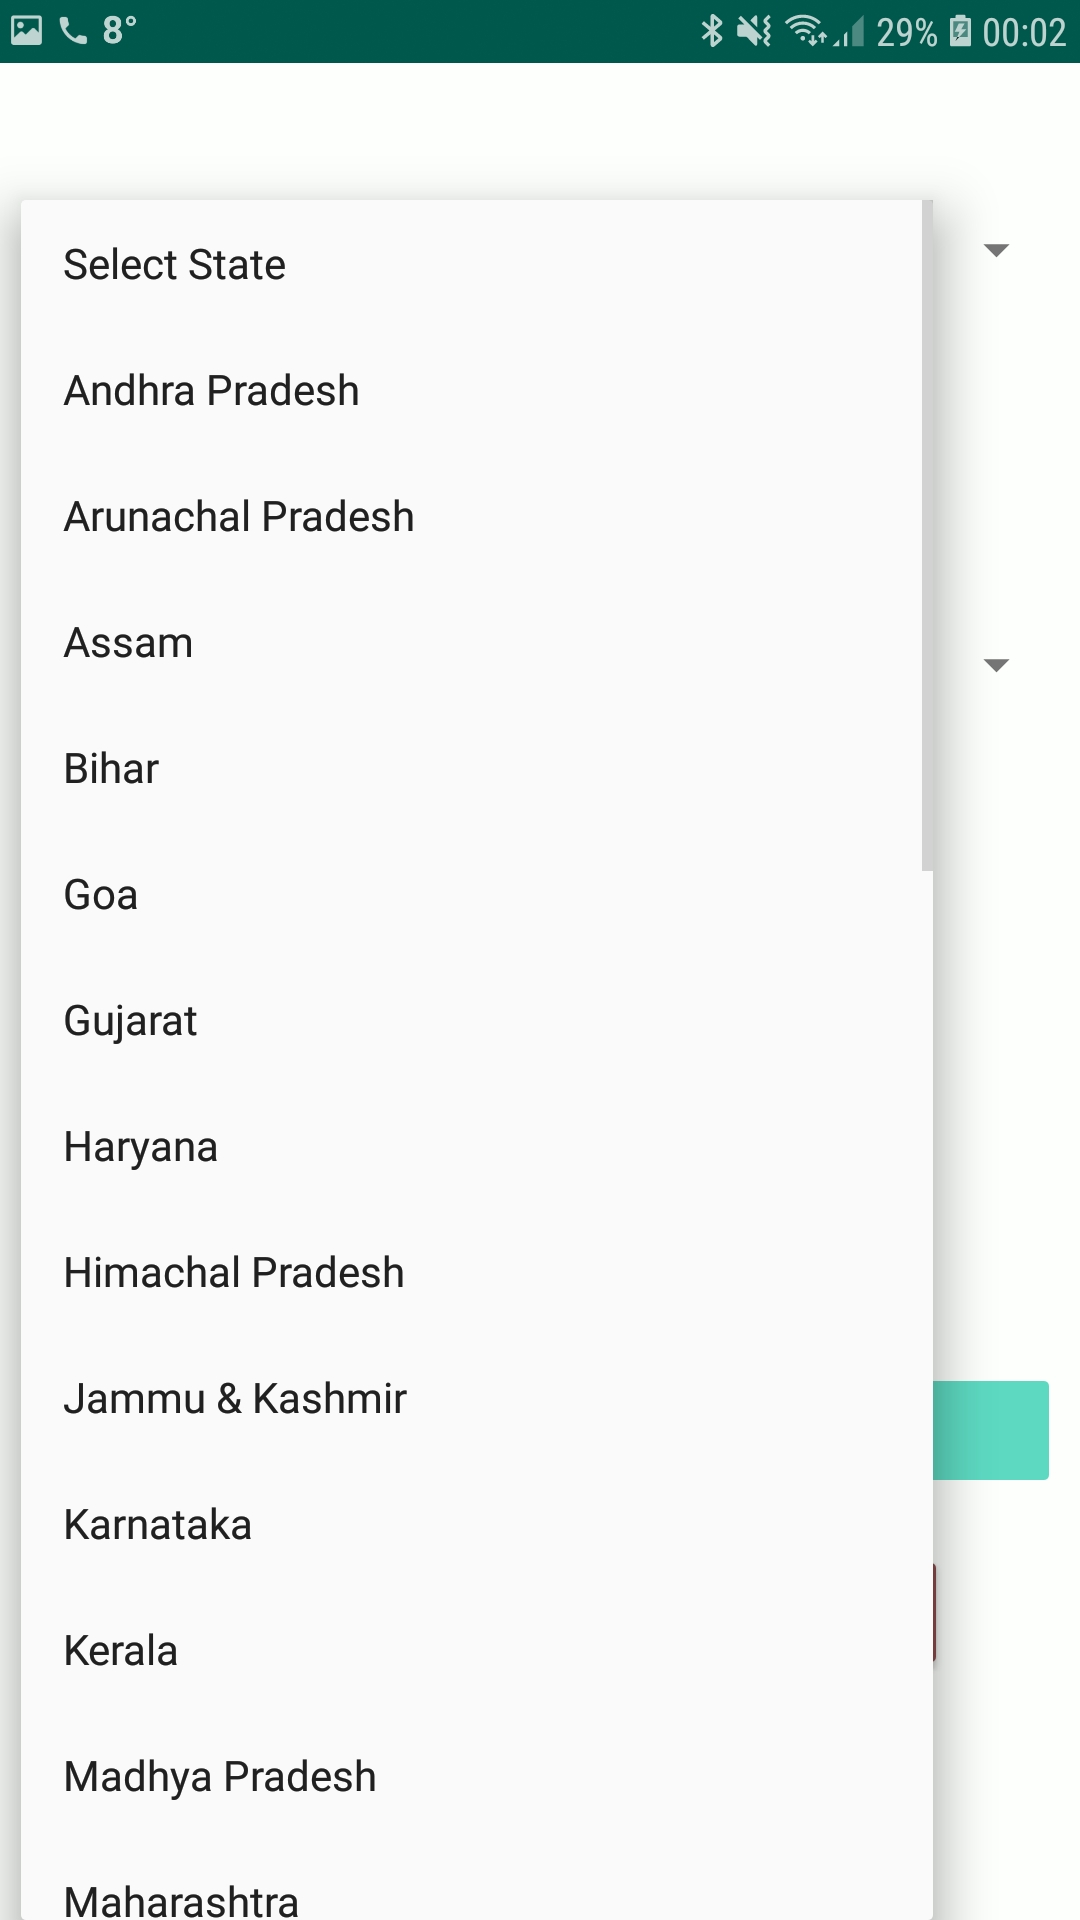 8° 29% 00:02
Select State
Andhra Pradesh
Arunachal Pradesh
Assam
Bihar
Goa
Gujarat
Haryana
Himachal Pradesh
Jammu & Kashmir
Karnataka
Kerala
Madhya Pradesh
Maharashtra